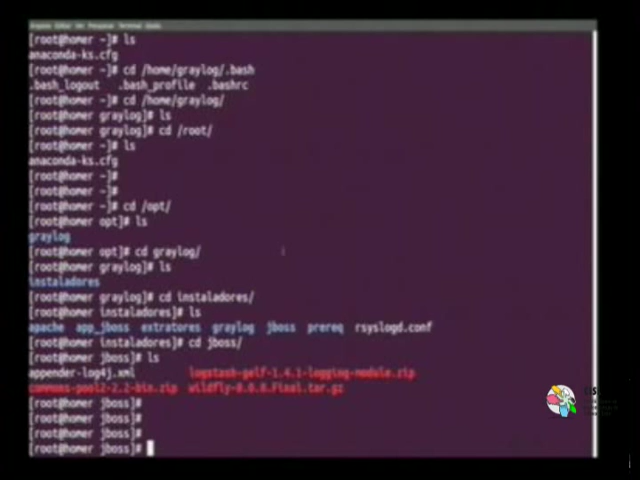 [root@homer ~]# ls
anaconda-ks.cfg
[root@homer ~]# cd /home/graylog/.bash
.bash_logout .bash_profile .bashrc
[root@homer ~]# cd /home/graylog/
[root@homer graylog]# ls
[root@homer graylog]# cd /root/
[root@homer ~]# ls
anaconda-ks.cfg
[root@homer ~]#
[root@homer ~]#
[root@homer ~]# cd /opt/
[root@homer opt]# ls
graylog
[root@homer opt]# cd graylog/
[root@homer graylog]# ls
instaladores
[root@homer graylog]# cd instaladores/
[root@homer instaladores]# ls
apache app_jboss extratores graylog jboss prereq rsyslogd.conf
[root@homer instaladores]# cd jboss/
[root@homer jboss]# ls
appender-log4j.xml logstash-gelf-1.4.1-logging-module.zip
commons-pool2-2.2-bin.zip wildfly-8.0.0.Final.tar.gz
[root@homer jboss]#
[root@homer jboss]#
[root@homer jboss]#
[root@homer jboss]#